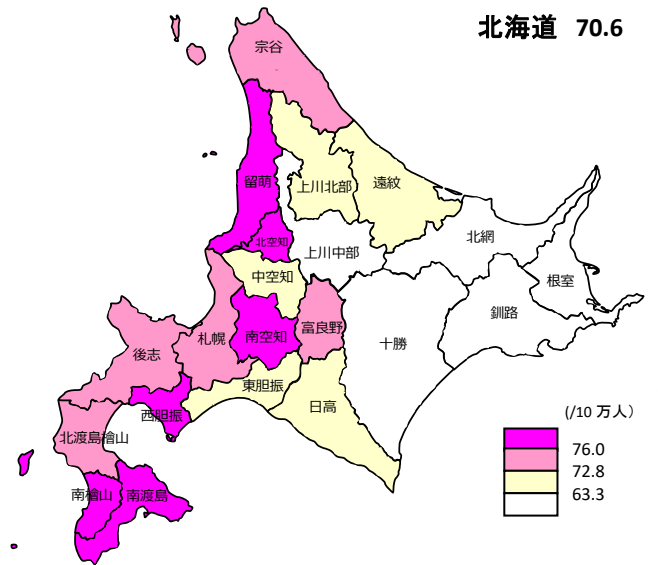 北海道 70.6
宗谷
留萌
上川北部
遠紋
北空知
上川中部
北網
中空知
根室
札幌
南空知
富良野
十勝
釧路
後志
東胆振
日高
西胆振
北渡島檜山
南檜山
南渡島
(/10 万人)
76.0
72.8
63.3